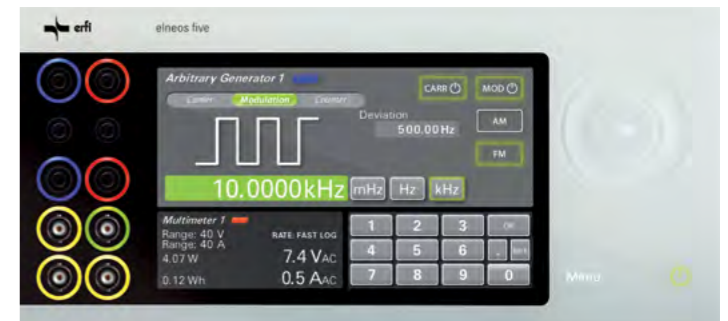 erfi elneos five
Arbitrary Generator 1
CARR MOD
Carrier Modulation Counter
Deviation
500.00 Hz
AM
FM
10.0000kHz mHz Hz kHz
Multimeter 1
Range: 40 V
RATE FAST LOG
Range: 40 A
4.07 W 7.4 VAC
0.12 Wh 0.5 AAC
1 2 3
4 5 6 .
7 8 9 0
Menu